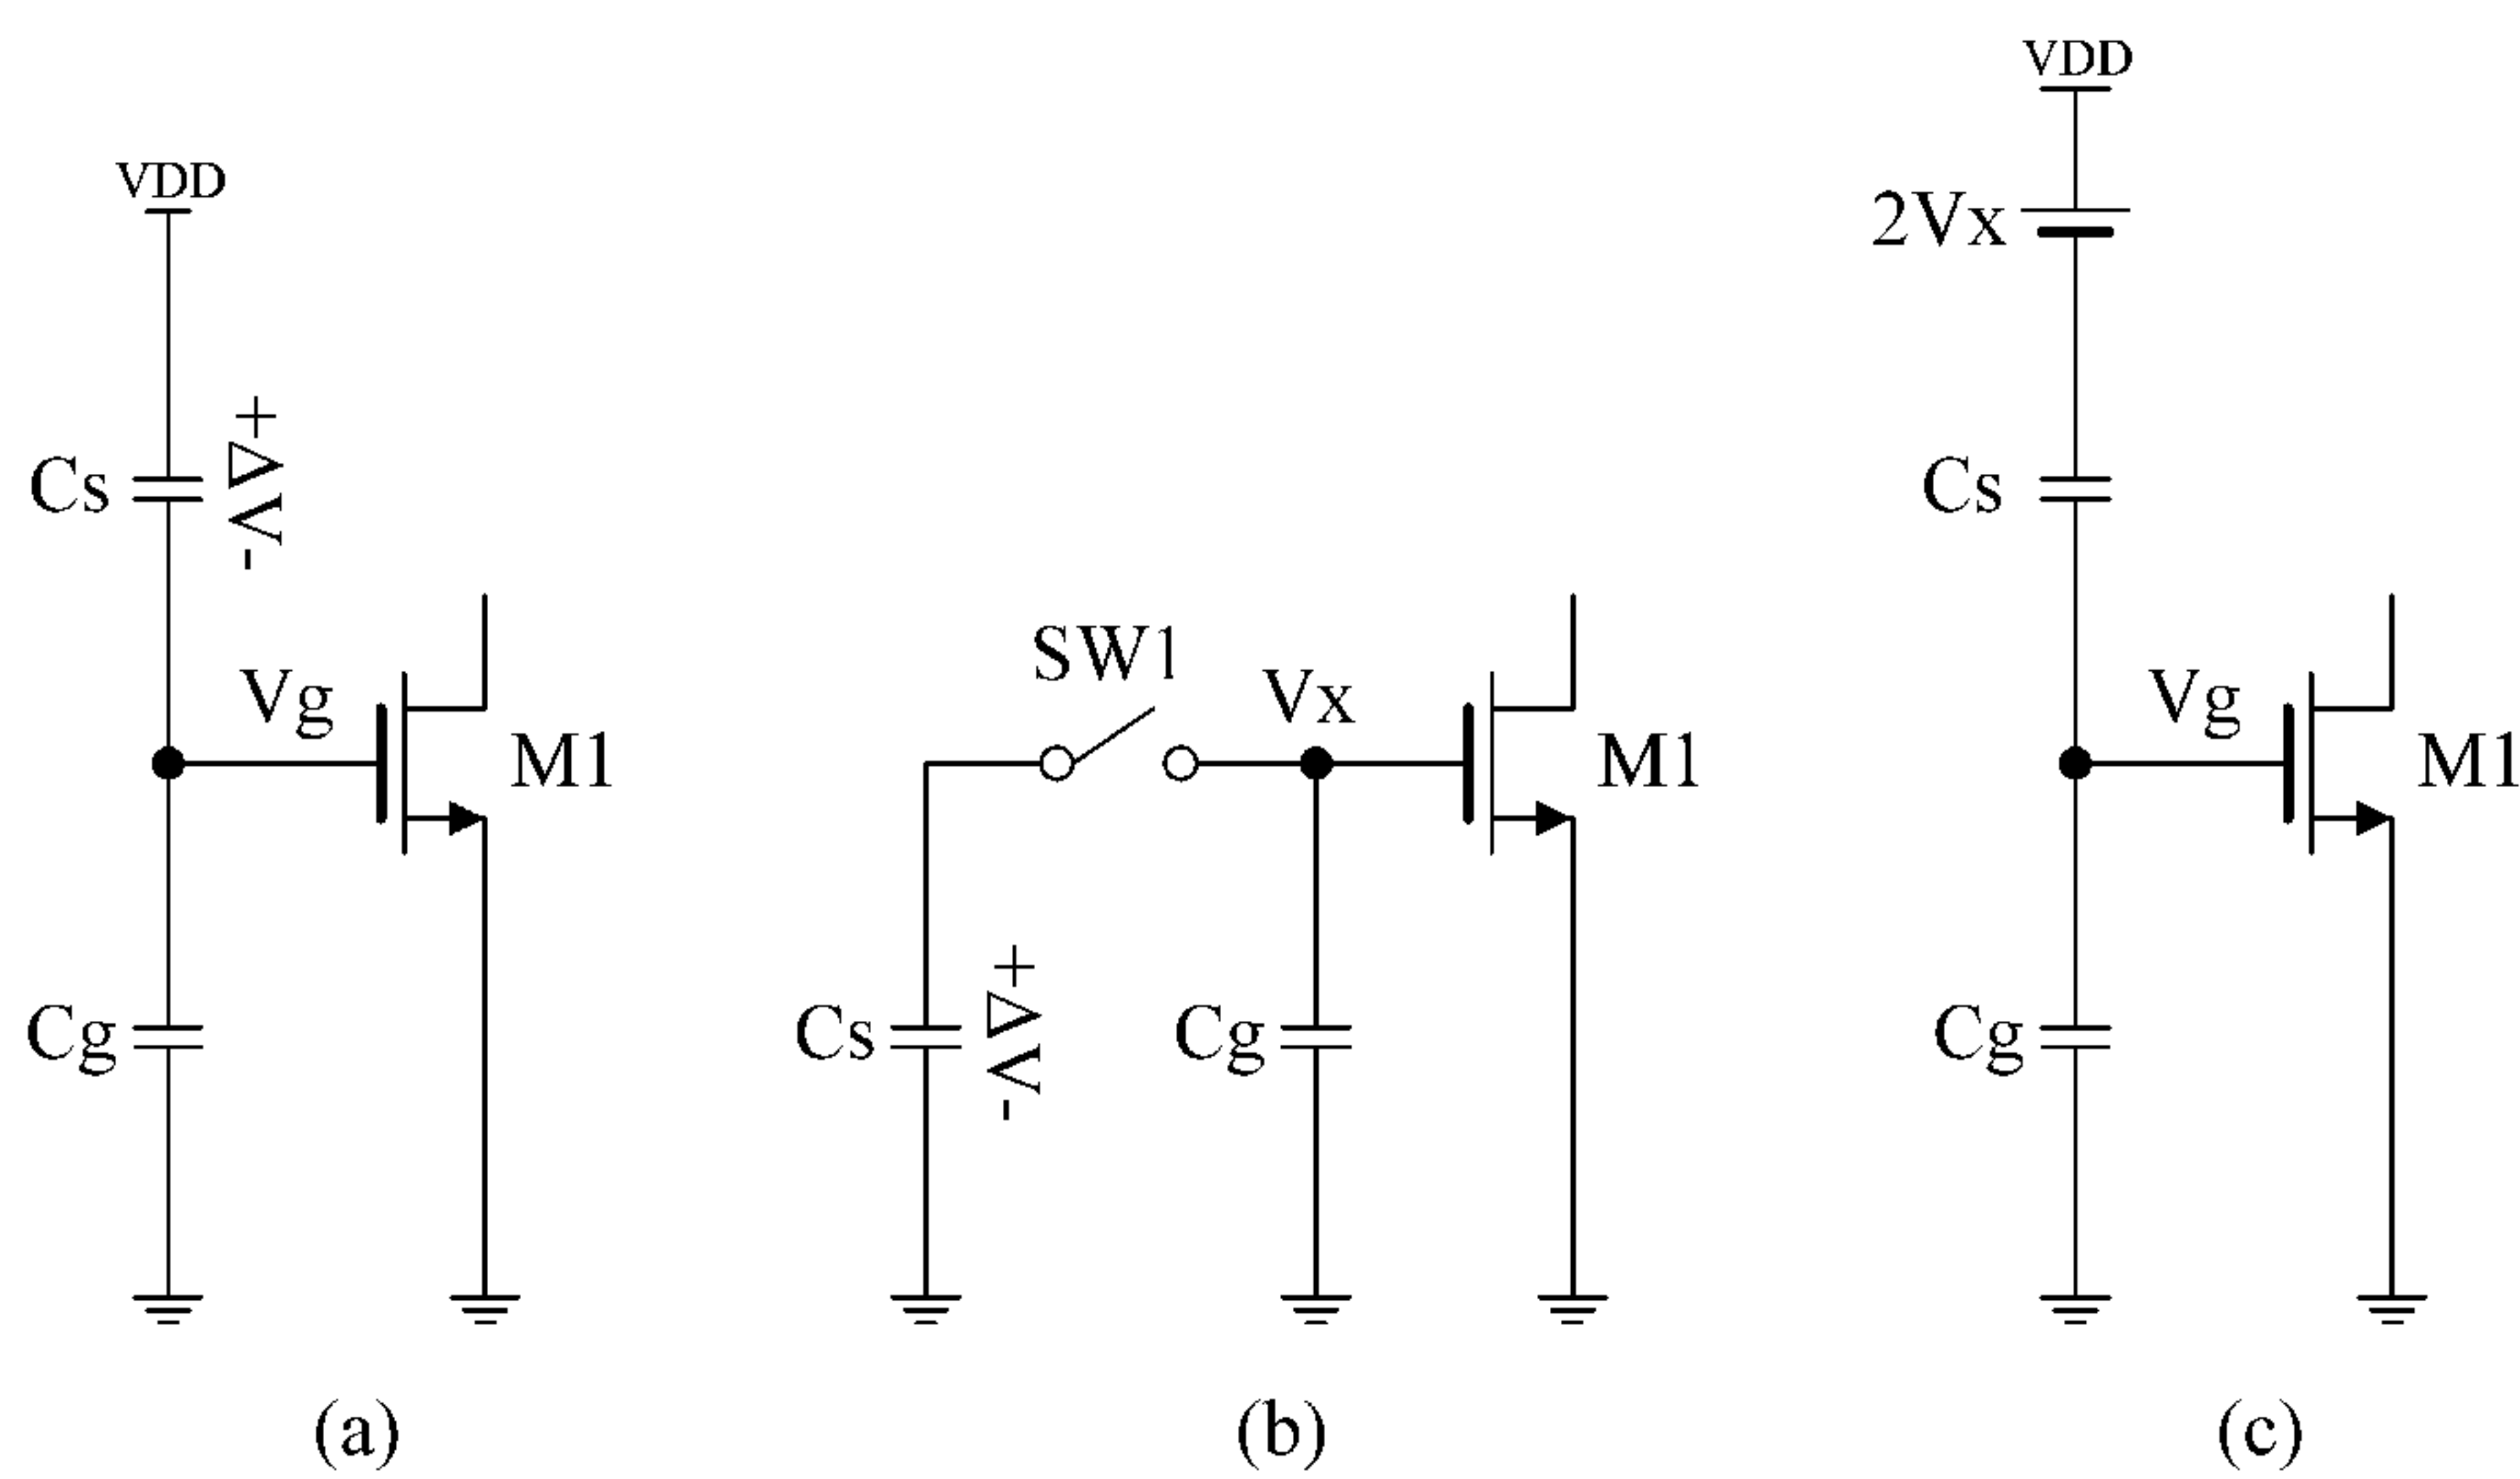 VDD
Cs
+
ΔV
-
Vg
M1
Cg
(a)
SW1
Vx
M1
Cs
+
ΔV
-
Cg
(b)
VDD
2Vx
Cs
Vg
M1
Cg
(c)